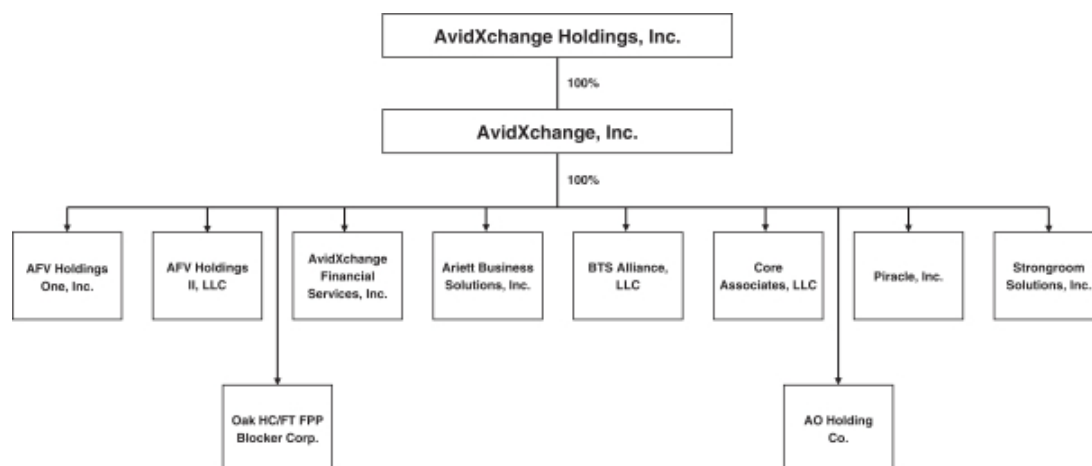 AvidXchange Holdings, Inc.
100%
AvidXchange, Inc.
100%
AFV Holdings
One, Inc.
AFV Holdings
II, LLC
AvidXchange
Financial
Services, Inc.
Ariett Business
Solutions, Inc.
BTS Alliance,
LLC
Core
Associates, LLC
Piracle, Inc.
Strongroom
Solutions, Inc.
Oak HC/FT FPP
Blocker Corp.
AO Holding
Co.